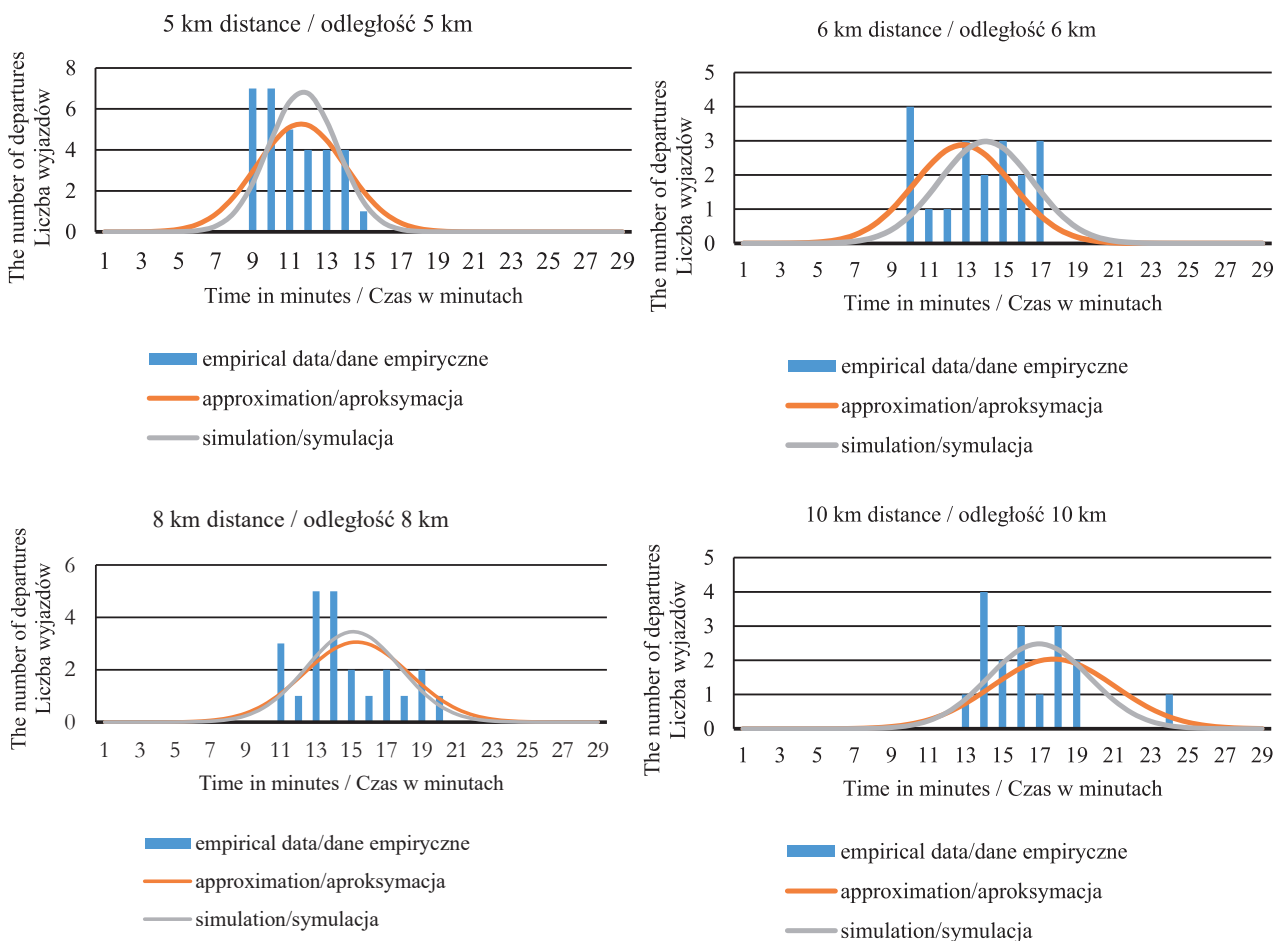 5 km distance / odległość 5 km
The number of departures
Liczba wyjazdów
8
6
4
2
0
1 3 5 7 9 11 13 15 17 19 21 23 25 27 29
Time in minutes / Czas w minutach
empirical data/dane empiryczne
approximation/aproksymacja
simulation/symulacja
6 km distance / odległość 6 km
The number of departures
Liczba wyjazdów
5
4
3
2
1
0
1 3 5 7 9 11 13 15 17 19 21 23 25 27 29
Time in minutes / Czas w minutach
empirical data/dane empiryczne
approximation/aproksymacja
simulation/symulacja
8 km distance / odległość 8 km
The number of departures
Liczba wyjazdów
6
4
2
0
1 3 5 7 9 11 13 15 17 19 21 23 25 27 29
Time in minutes / Czas w minutach
empirical data/dane empiryczne
approximation/aproksymacja
simulation/symulacja
10 km distance / odległość 10 km
The number of departures
Liczba wyjazdów
5
4
3
2
1
0
1 3 5 7 9 11 13 15 17 19 21 23 25 27 29
Time in minutes / Czas w minutach
empirical data/dane empiryczne
approximation/aproksymacja
simulation/symulacja